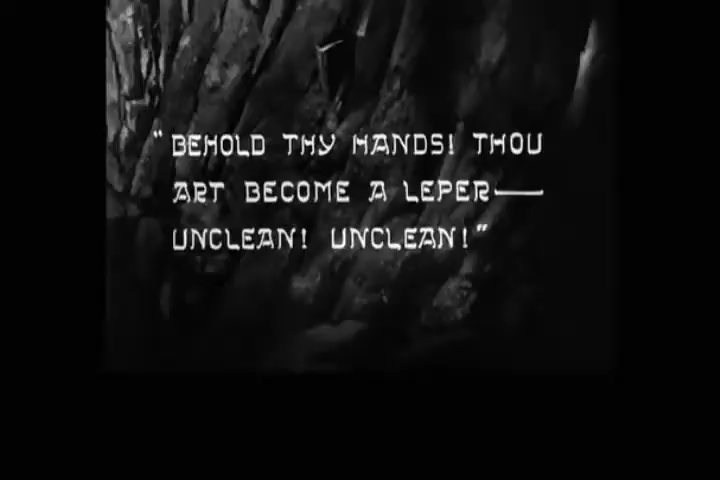 "BEHOLD THY HANDS! THOU
ART BECOME A LEPER—
UNCLEAN! UNCLEAN!"